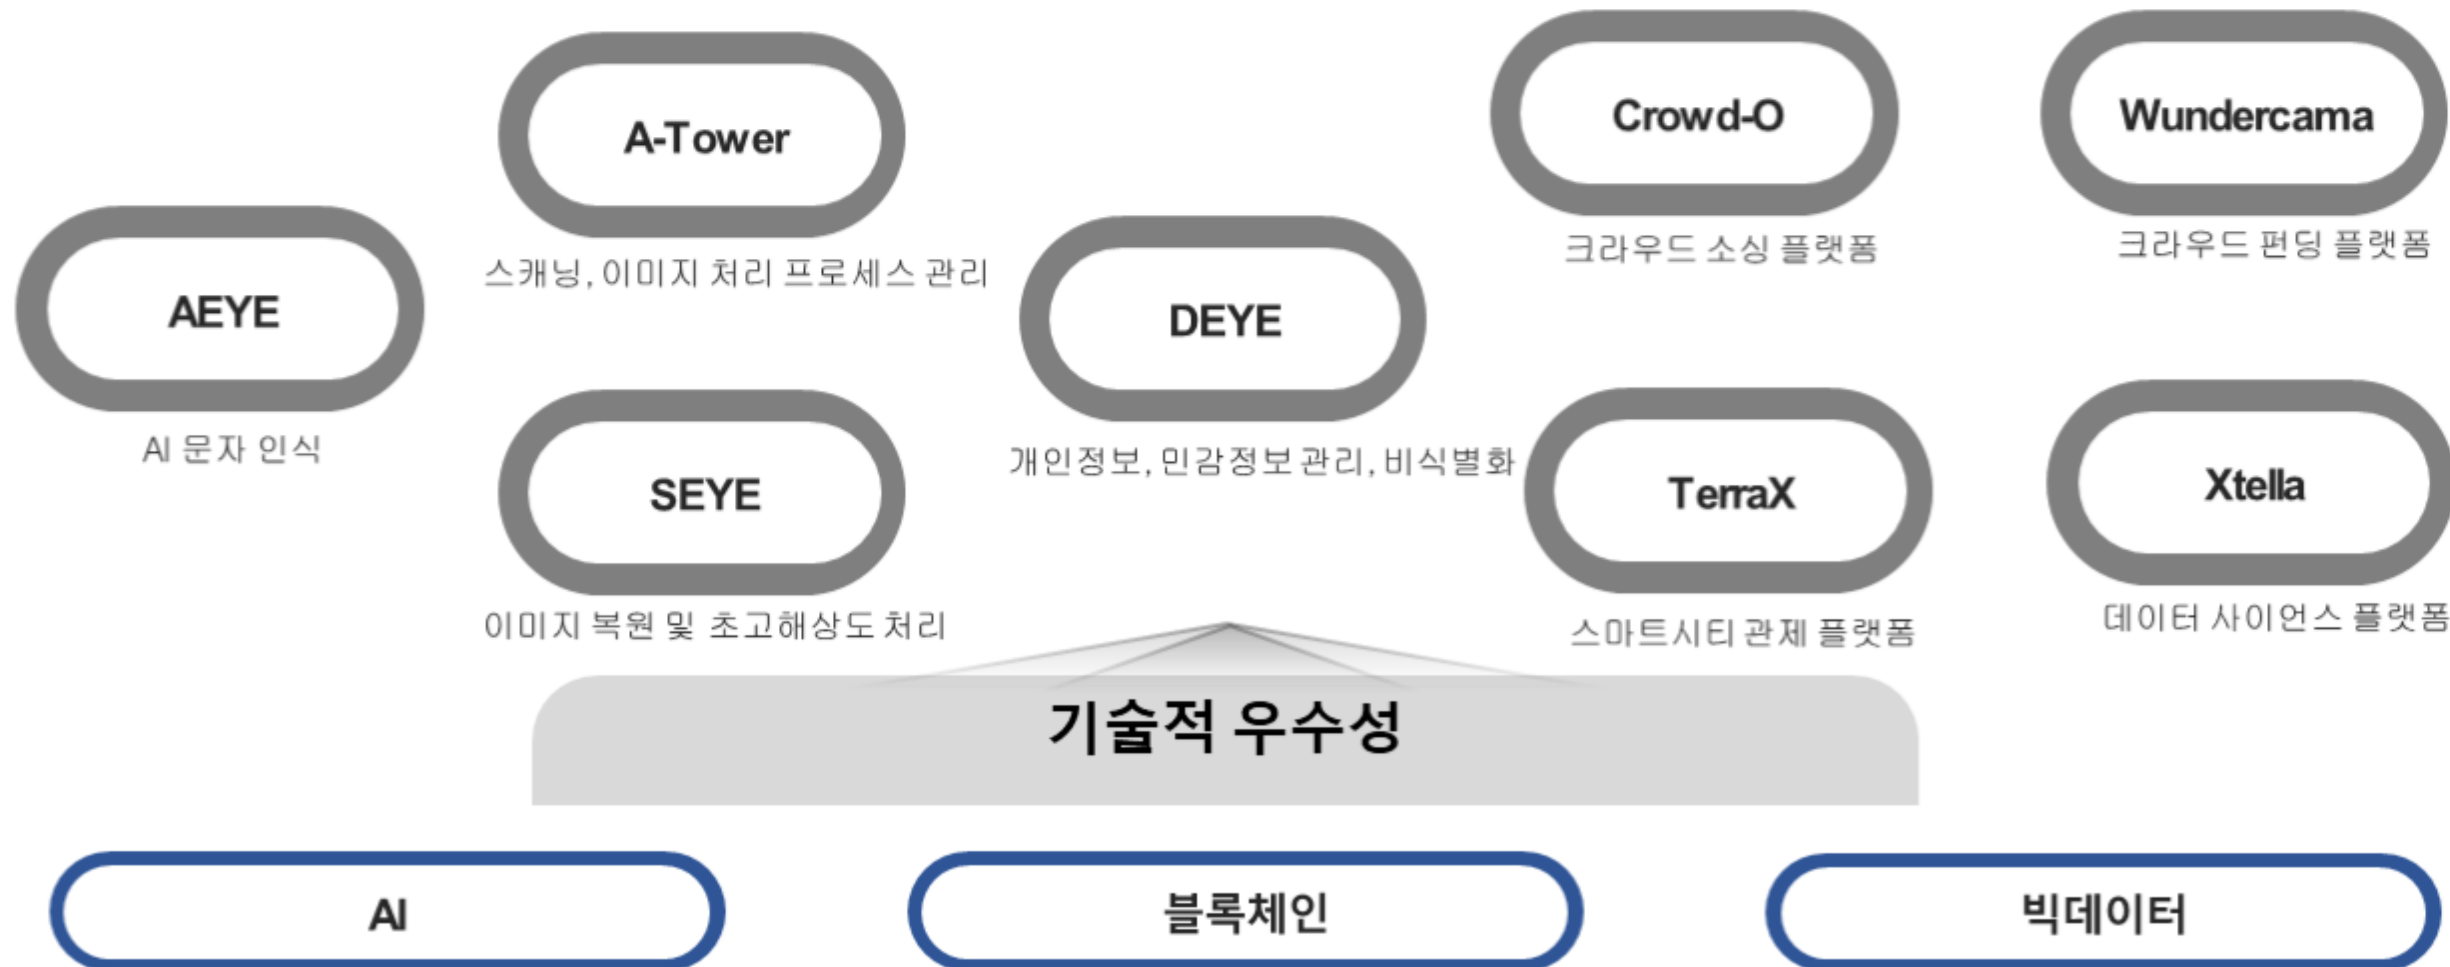 AEYE
AI 문자 인식
A-Tower
스캐닝, 이미지 처리 프로세스 관리
SEYE
이미지 복원 및 초고해상도 처리
DEYE
개인정보, 민감정보 관리, 비식별화
Crowd-O
크라우드 소싱 플랫폼
Wundercama
크라우드 펀딩 플랫폼
TerraX
스마트시티 관제 플랫폼
Xtella
데이터 사이언스 플랫폼
기술적 우수성
AI
블록체인
빅데이터